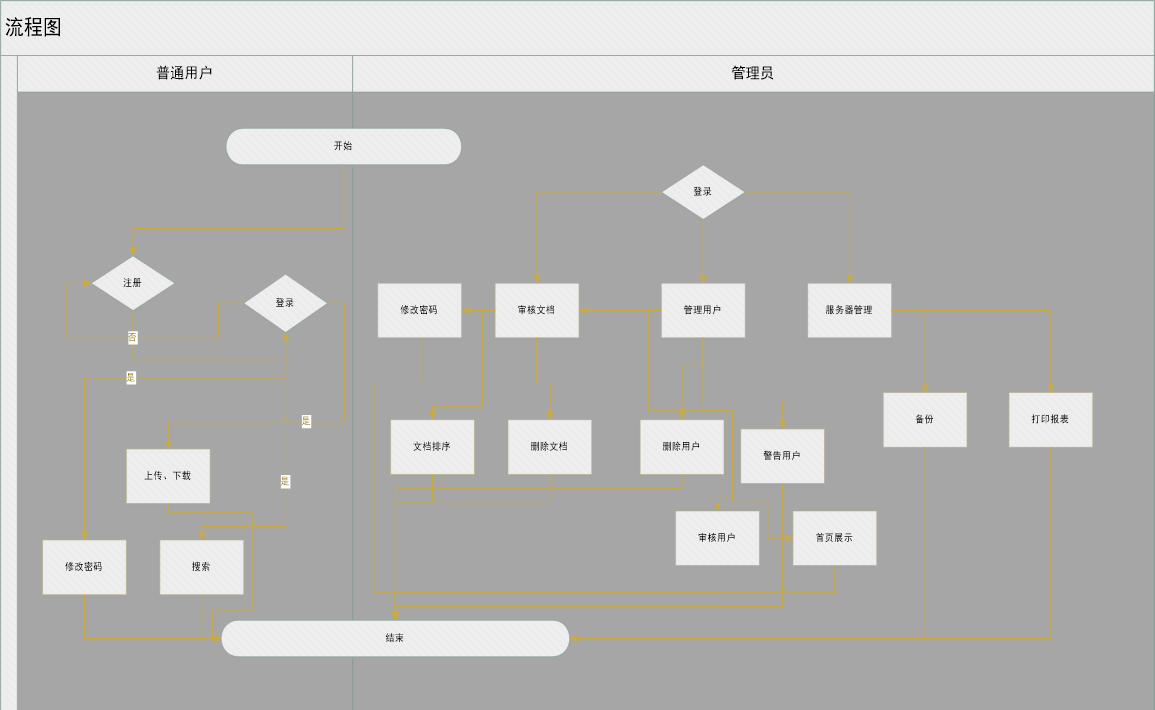 流程图
普通用户
管理员
开始
登录
注册
登录
修改密码
审核文档
管理用户
服务器管理
否
是
备份
打印报表
是
文档排序
删除文档
删除用户
警告用户
上传、下载
是
审核用户
首页展示
修改密码
搜索
结束